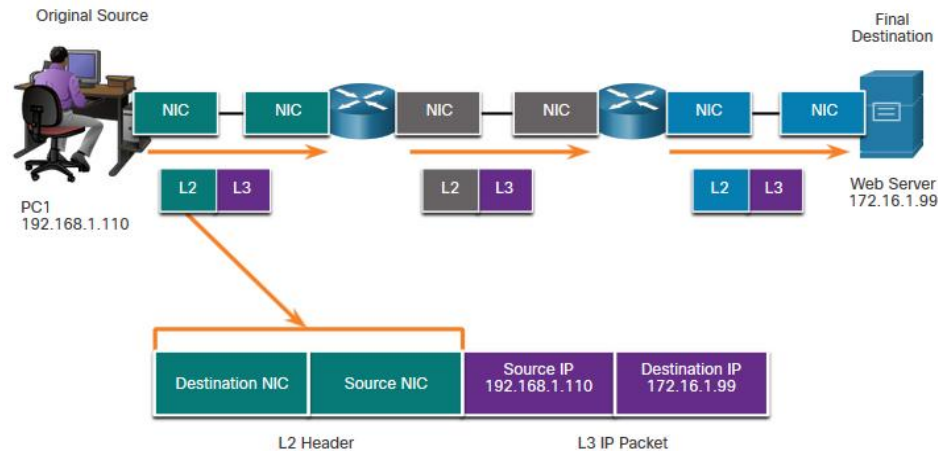 Original Source
Final
Destination
NIC
NIC
NIC
NIC
NIC
NIC
L2
L3
L2
L3
L2
L3
PC1
192.168.1.110
Web Server
172.16.1.99
Destination NIC
Source NIC
Source IP
192.168.1.110
Destination IP
172.16.1.99
L2 Header
L3 IP Packet